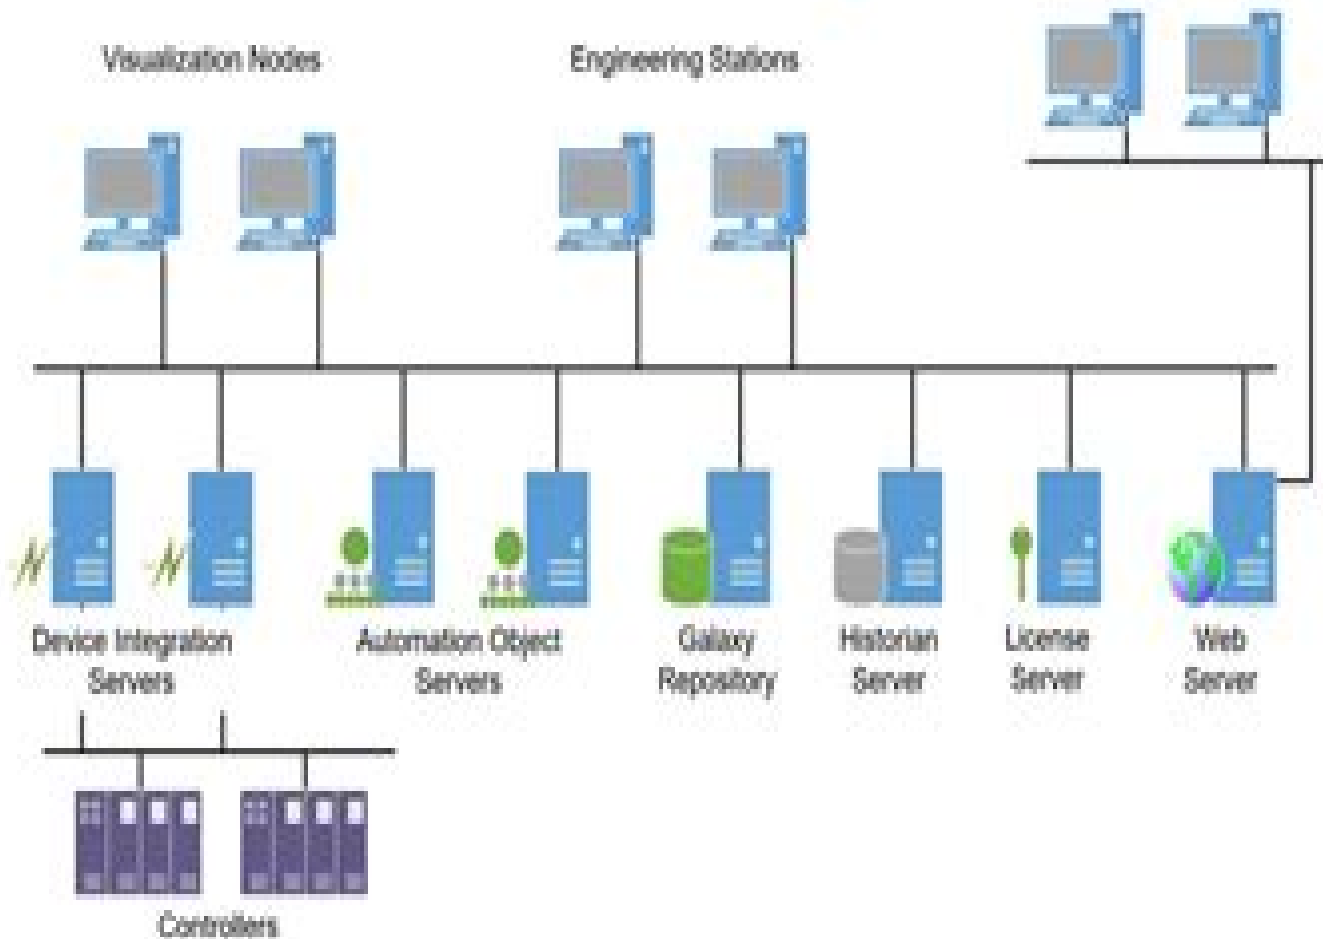 Visualization Nodes
Engineering Stations
Device Integration
Servers
Automation Object
Servers
Galaxy
Repository
Historian
Server
License
Server
Web
Server
Controllers